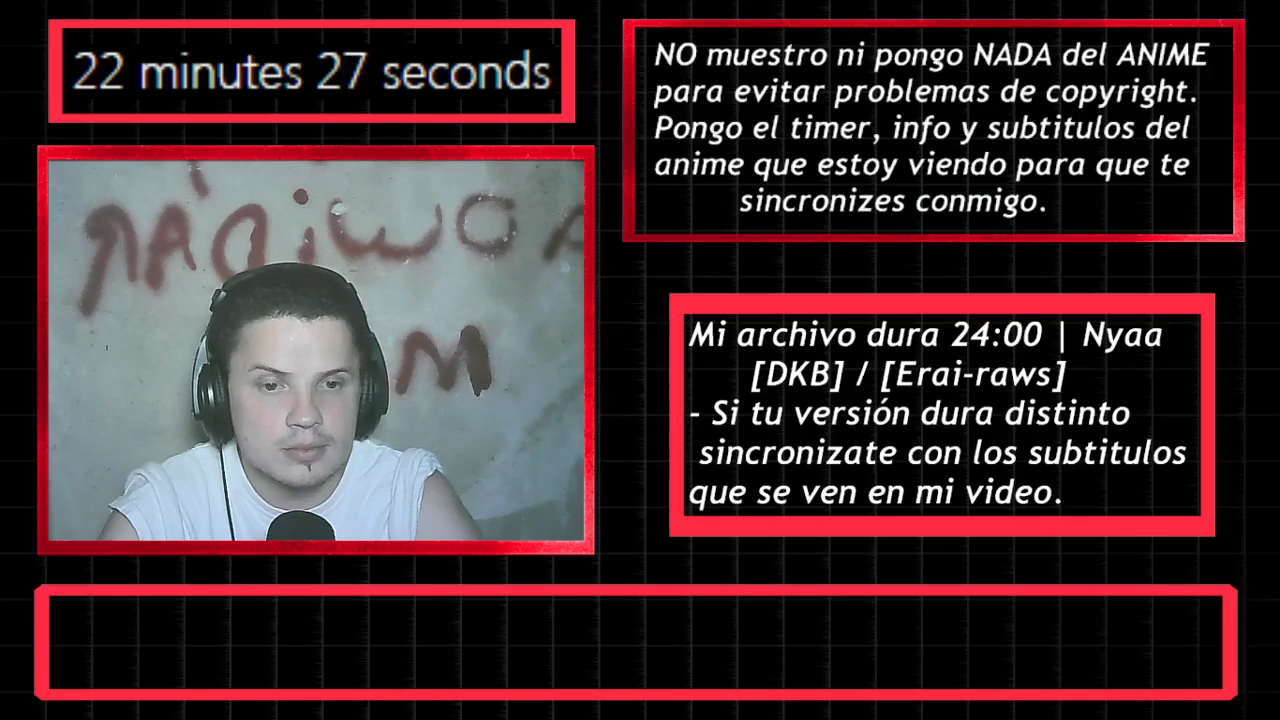 22 minutes 27 seconds
NO muestro ni pongo NADA del ANIME
para evitar problemas de copyright.
Pongo el timer, info y subtitulos del
anime que estoy viendo para que te
sincronizes conmigo.
Mi archivo dura 24:00 | Nyaa
[DKB] / [Erai-raws]
- Si tu versión dura distinto
sincronizate con los subtitulos
que se ven en mi video.